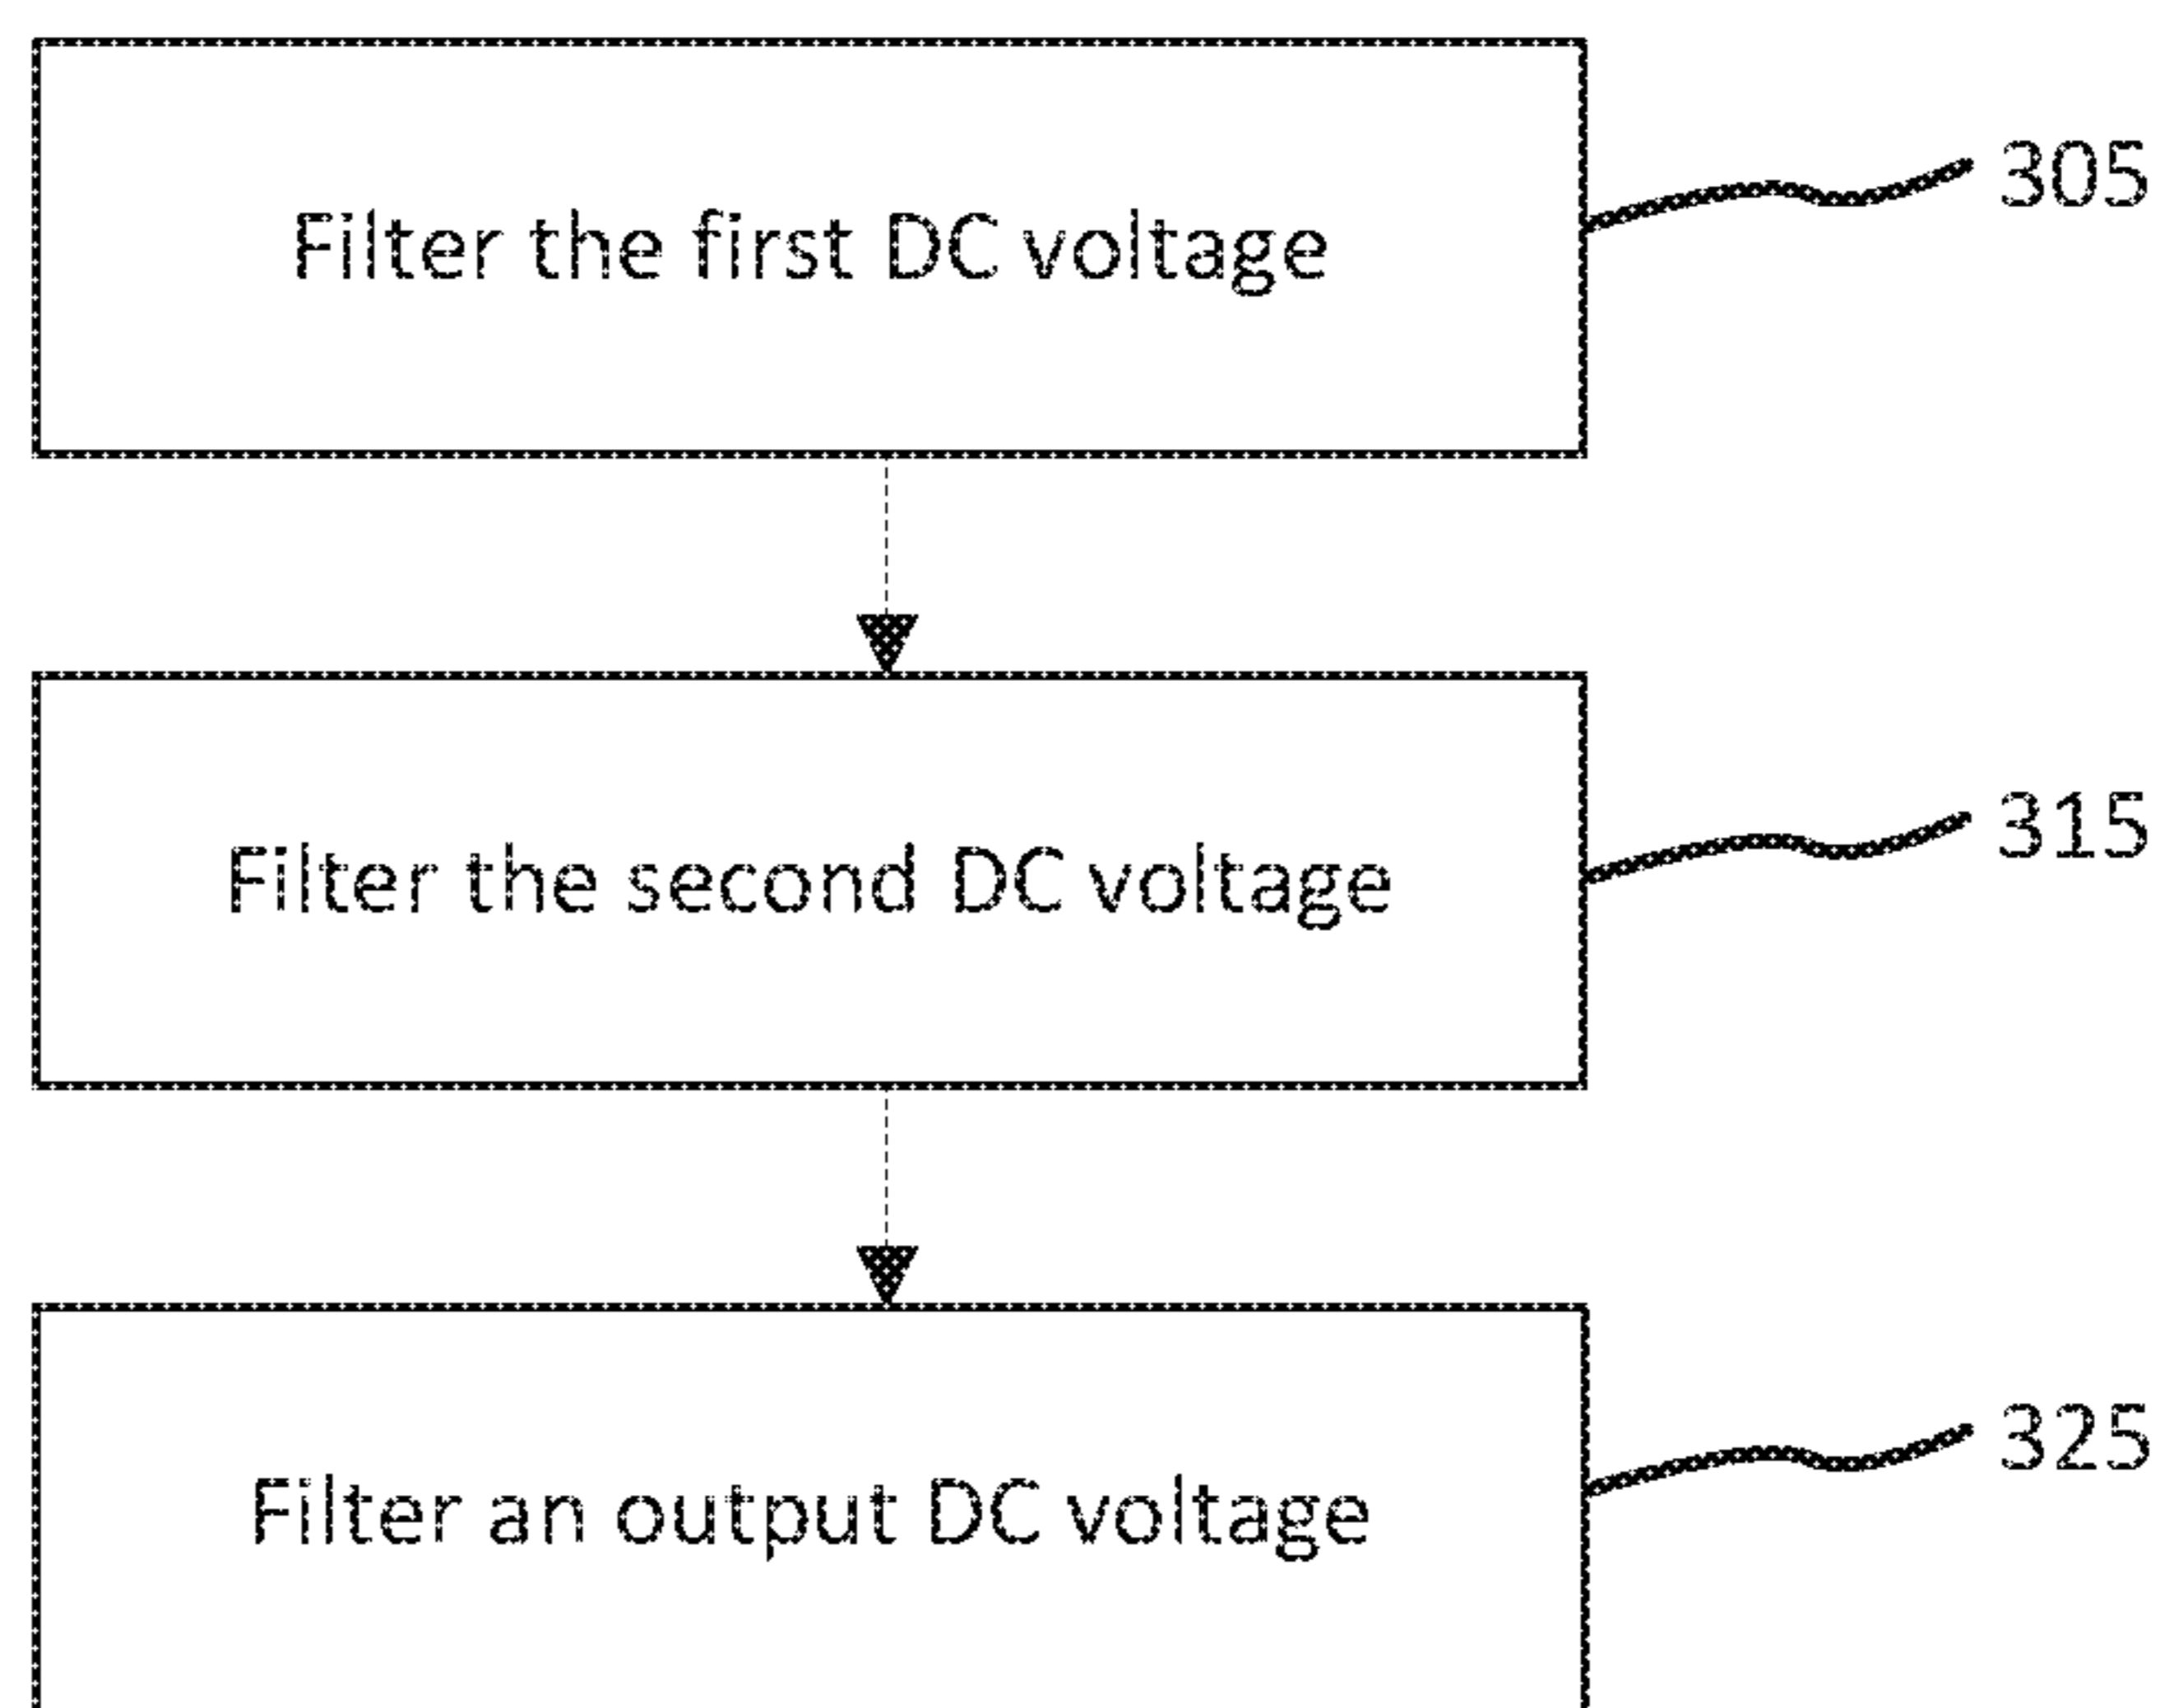 Filter the first DC voltage
305
Filter the second DC voltage
315
Filter an output DC voltage
325